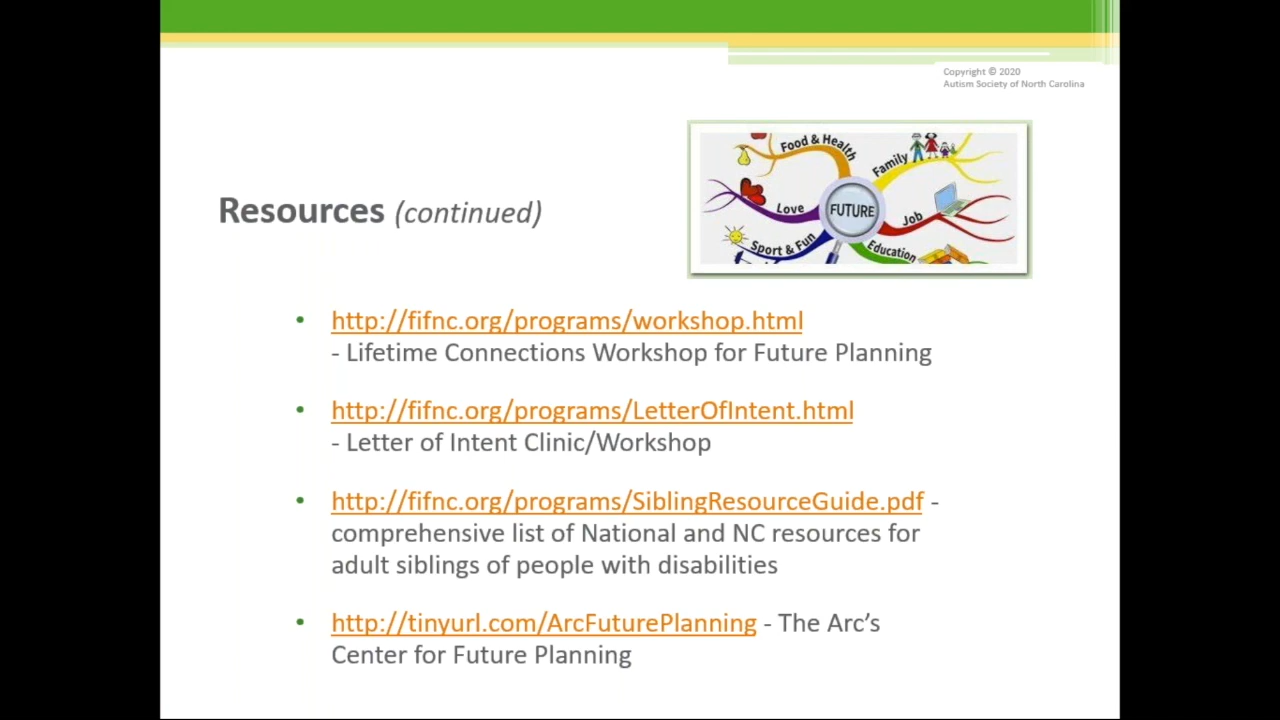 Copyright © 2020
Autism Society of North Carolina
Food & Health
Family
Love
FUTURE
Job
Sport & Fun
Education
Resources (continued)
• http://fifnc.org/programs/workshop.html
- Lifetime Connections Workshop for Future Planning
• http://fifnc.org/programs/LetterOfIntent.html
- Letter of Intent Clinic/Workshop
• http://fifnc.org/programs/SiblingResourceGuide.pdf -
comprehensive list of National and NC resources for
adult siblings of people with disabilities
• http://tinyurl.com/ArcFuturePlanning - The Arc’s
Center for Future Planning